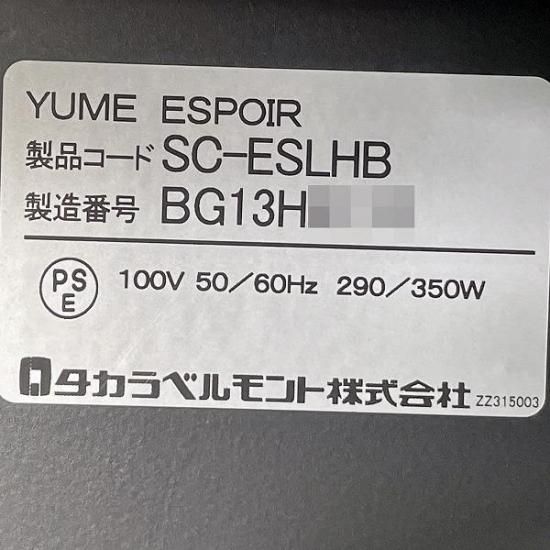 YUME ESPOIR
製品コード SC-ESLHB
製造番号 BG13H
PS
E
100V 50/60Hz 290/350W
タカラベルモント株式会社 ZZ315003